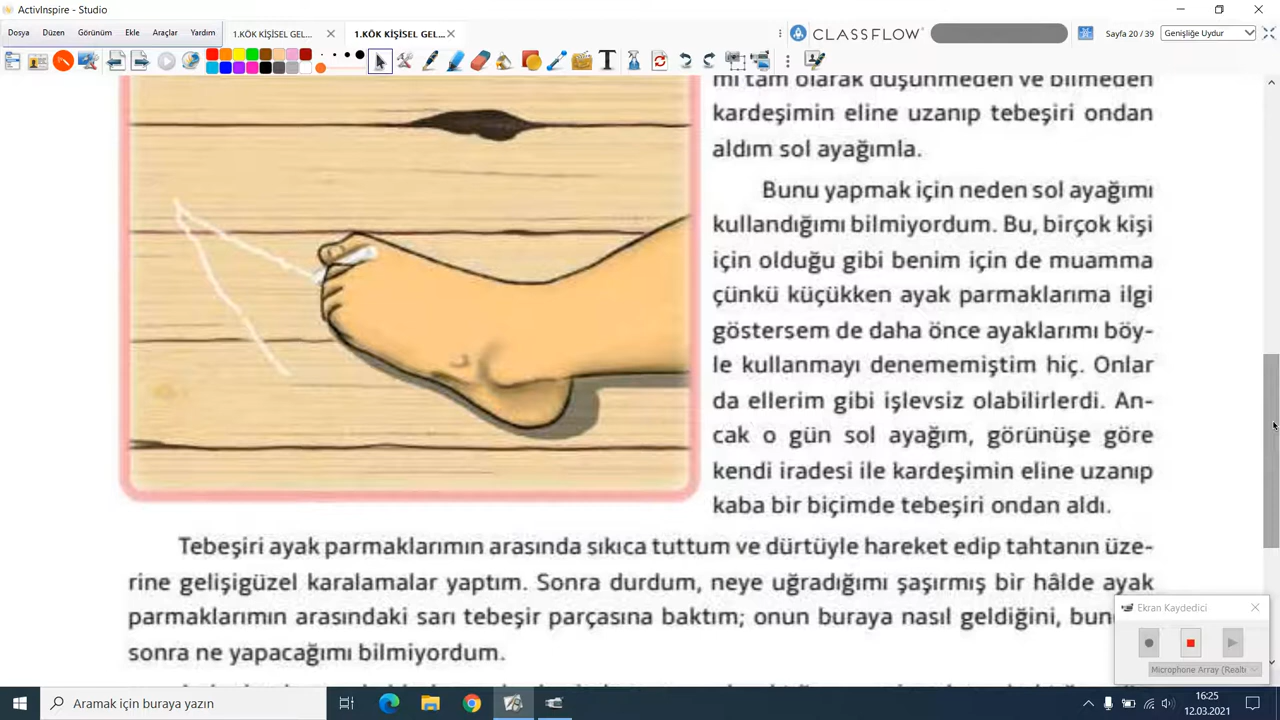 ActivInspire - Studio
Dosya Düzen Görünüm Ekle Araçlar Yardım
1.KÖK KİŞİSEL GEL...
1.KÖK KİŞİSEL GEL...
CLASSFLOW
Sayfa 20 / 39
Genişliğe Uydur
mı tam olarak düşünmeden ve bilmeden
kardeşimin eline uzanıp tebeşiri ondan
aldım sol ayağımla.
Bunu yapmak için neden sol ayağımı
kullandığımı bilmiyordum. Bu, birçok kişi
için olduğu gibi benim için de muamma
çünkü küçükken ayak parmaklarıma ilgi
göstersem de daha önce ayaklarımı böy-
le kullanmayı denememiştim hiç. Onlar
da ellerim gibi işlevsiz olabilirlerdi. An-
cak o gün sol ayağım, görünüşe göre
kendi iradesi ile kardeşimin eline uzanıp
kaba bir biçimde tebeşiri ondan aldı.
Tebeşiri ayak parmaklarımın arasında sıkıca tuttum ve dürtüyle hareket edip tahtanın üze-
rine gelişigüzel karalamalar yaptım. Sonra durdum, neye uğradığımı şaşırmış bir hâlde ayak
parmaklarımın arasındaki sarı tebeşir parçasına baktım; onun buraya nasıl geldiğini,
sonra ne yapacağımı bilmiyordum.
Ekran Kaydedici
Microphone Array (Realt
Aramak için buraya yazın
16:25
12.03.2021